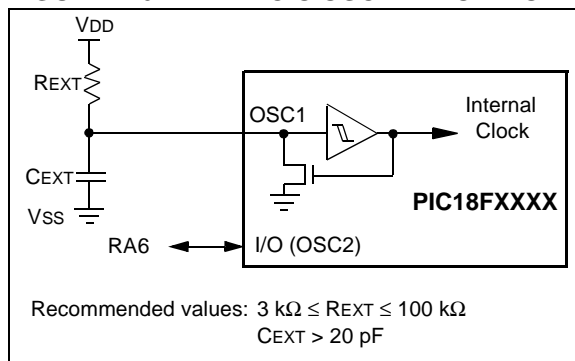 VDD
REXT
OSC1
Internal
Clock
CEXT
PIC18FXXXX
VSS
RA6
I/O (OSC2)
Recommended values: 3 kΩ ≤ REXT ≤ 100 kΩ
CEXT > 20 pF